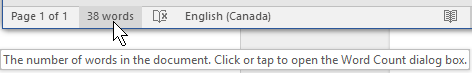 Page 1 of 1 38 words English (Canada)
The number of words in the document. Click or tap to open the Word Count dialog box.